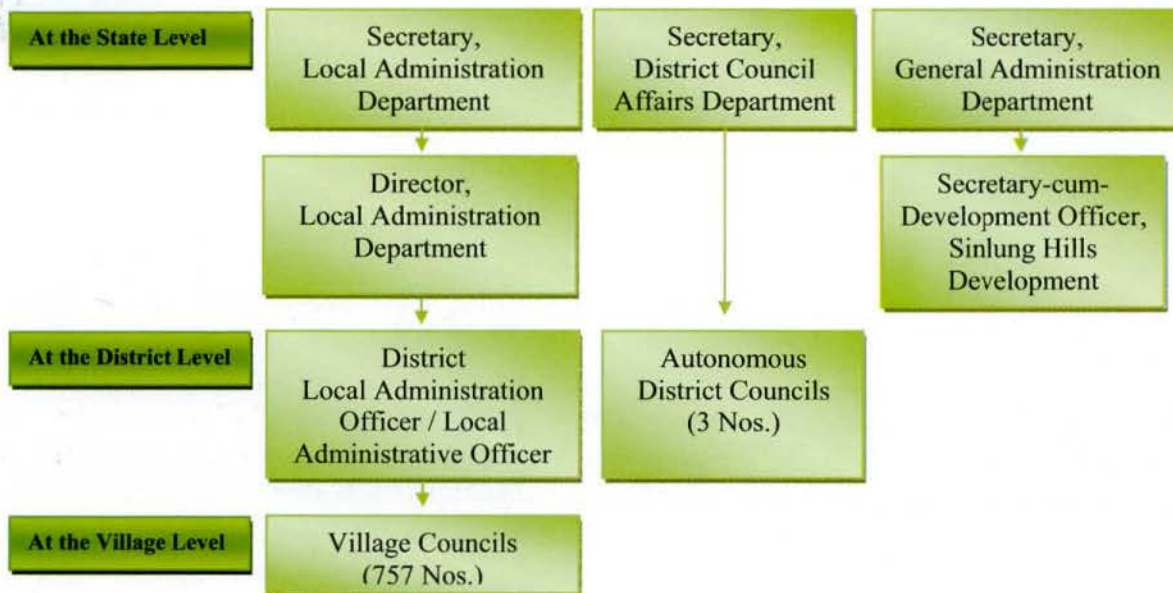 At the State Level
Secretary,
Local Administration
Department
Secretary,
District Council
Affairs Department
Secretary,
General Administration
Department
Director,
Local Administration
Department
Secretary-cum-
Development Officer,
Sinlung Hills
Development
At the District Level
District
Local Administration
Officer / Local
Administrative Officer
Autonomous
District Councils
(3 Nos.)
At the Village Level
Village Councils
(757 Nos.)